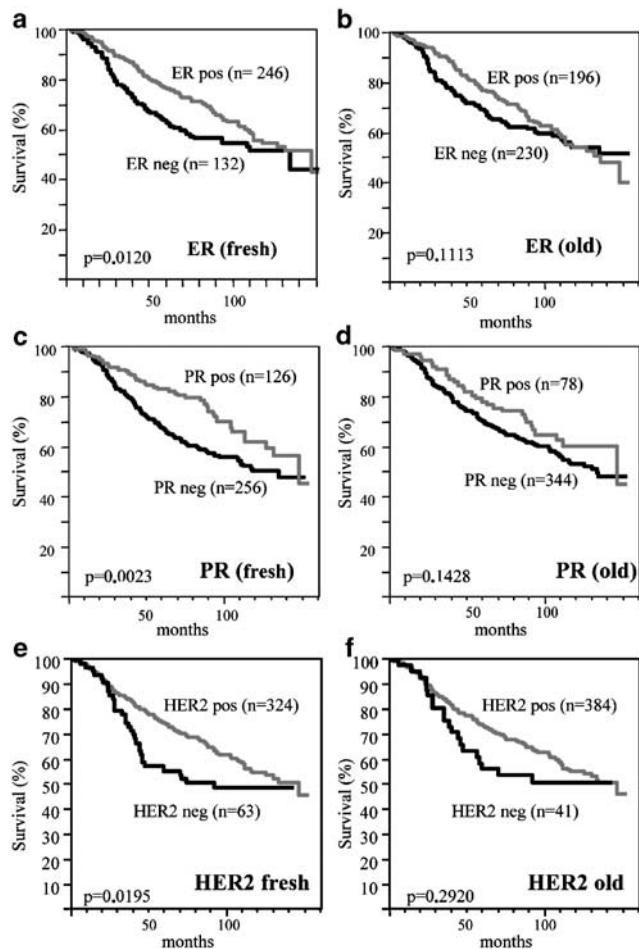 a
100
80
60
40
20
Survival (%)
ER pos (n= 246)
ER neg (n= 132)
p=0.0120
ER (fresh)
50
100
months
b
100
80
60
40
20
Survival (%)
ER pos (n=196)
ER neg (n=230)
p=0.1113
ER (old)
50
100
months
c
100
80
60
40
20
Survival (%)
PR pos (n=126)
PR neg (n=256)
p=0.0023
PR (fresh)
50
100
months
d
100
80
60
40
20
Survival (%)
PR pos (n=78)
PR neg (n=344)
p=0.1428
PR (old)
50
100
months
e
100
90
80
70
60
50
40
30
20
10
Survival (%)
HER2 pos (n=324)
HER2 neg (n=63)
HER2 fresh
p=0.0195
50
100
months
f
100
90
80
70
60
50
40
30
20
10
Survival (%)
HER2 pos (n=384)
HER2 neg (n=41)
HER2 old
p=0.2920
50
100
months